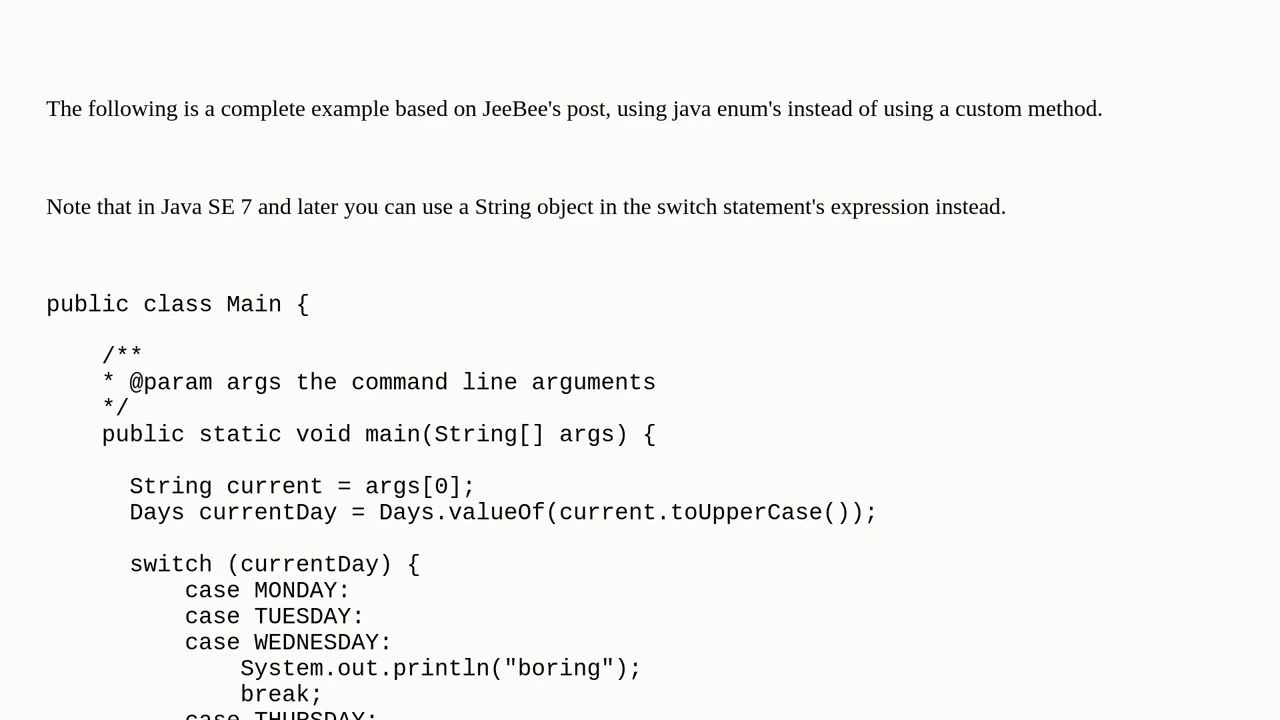 The following is a complete example based on JeeBee's post, using java enum's instead of using a custom method.
Note that in Java SE 7 and later you can use a String object in the switch statement's expression instead.
public class Main {
    /**
    * @param args the command line arguments
    */
    public static void main(String[] args) {
      String current = args[0];
      Days currentDay = Days.valueOf(current.toUpperCase());
      switch (currentDay) {
          case MONDAY:
          case TUESDAY:
          case WEDNESDAY:
              System.out.println("boring");
              break;
          case THURSDAY: